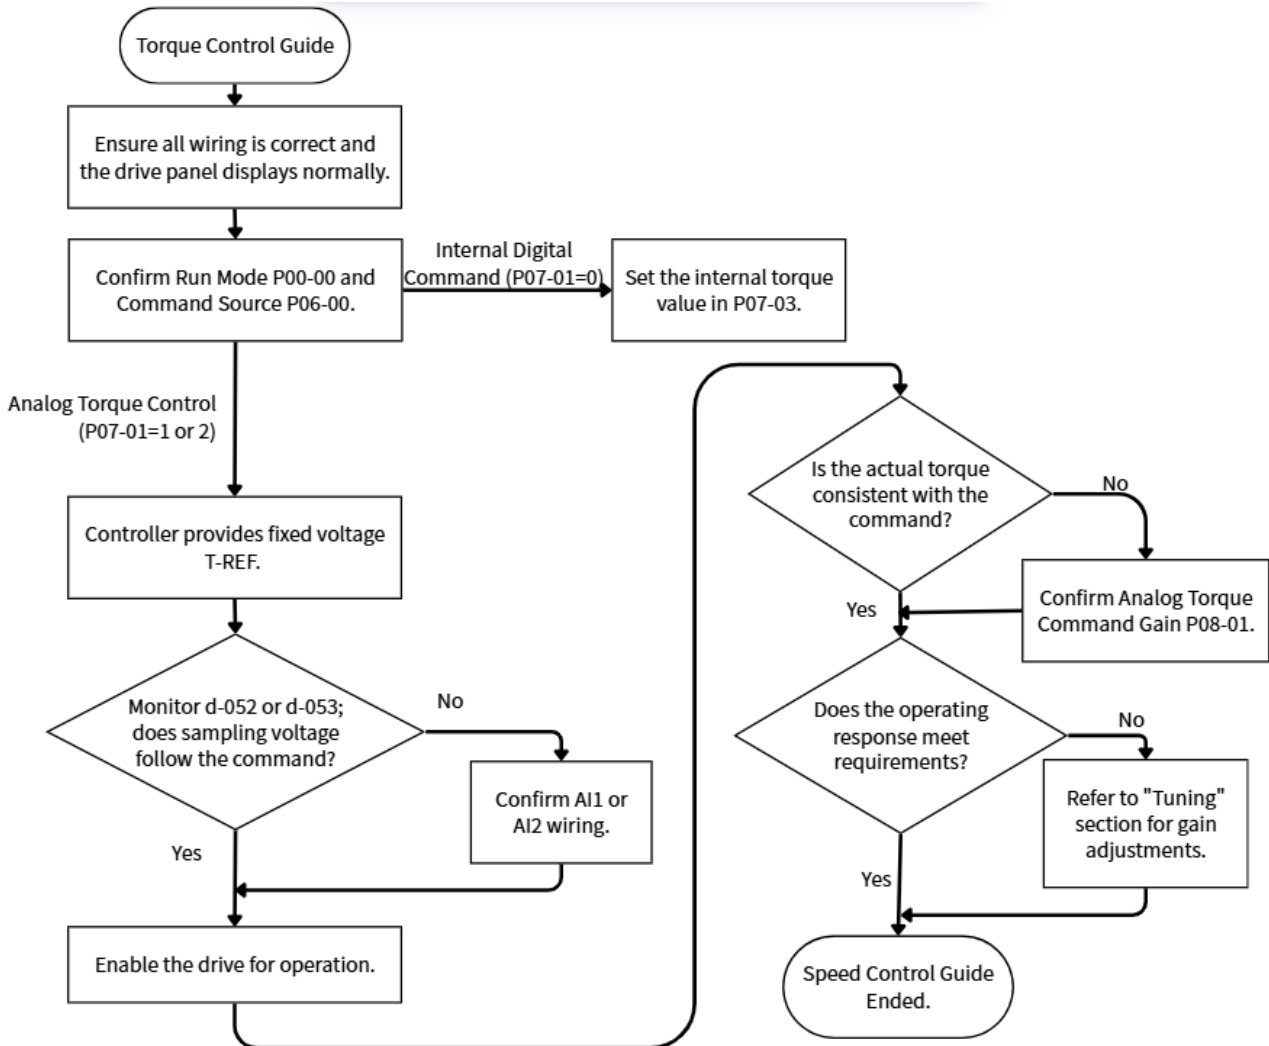 Torque Control Guide
Ensure all wiring is correct and
the drive panel displays normally.
Confirm Run Mode P00-00 and
Command Source P06-00.
Internal Digital
Command (P07-01=0)
Set the internal torque
value in P07-03.
Analog Torque Control
(P07-01=1 or 2)
Controller provides fixed voltage
T-REF.
Monitor d-052 or d-053;
does sampling voltage
follow the command?
No
Confirm AI1 or
AI2 wiring.
Yes
Enable the drive for operation.
Is the actual torque
consistent with the
command?
No
Confirm Analog Torque
Command Gain P08-01.
Yes
Does the operating
response meet
requirements?
No
Refer to "Tuning"
section for gain
adjustments.
Yes
Speed Control Guide
Ended.